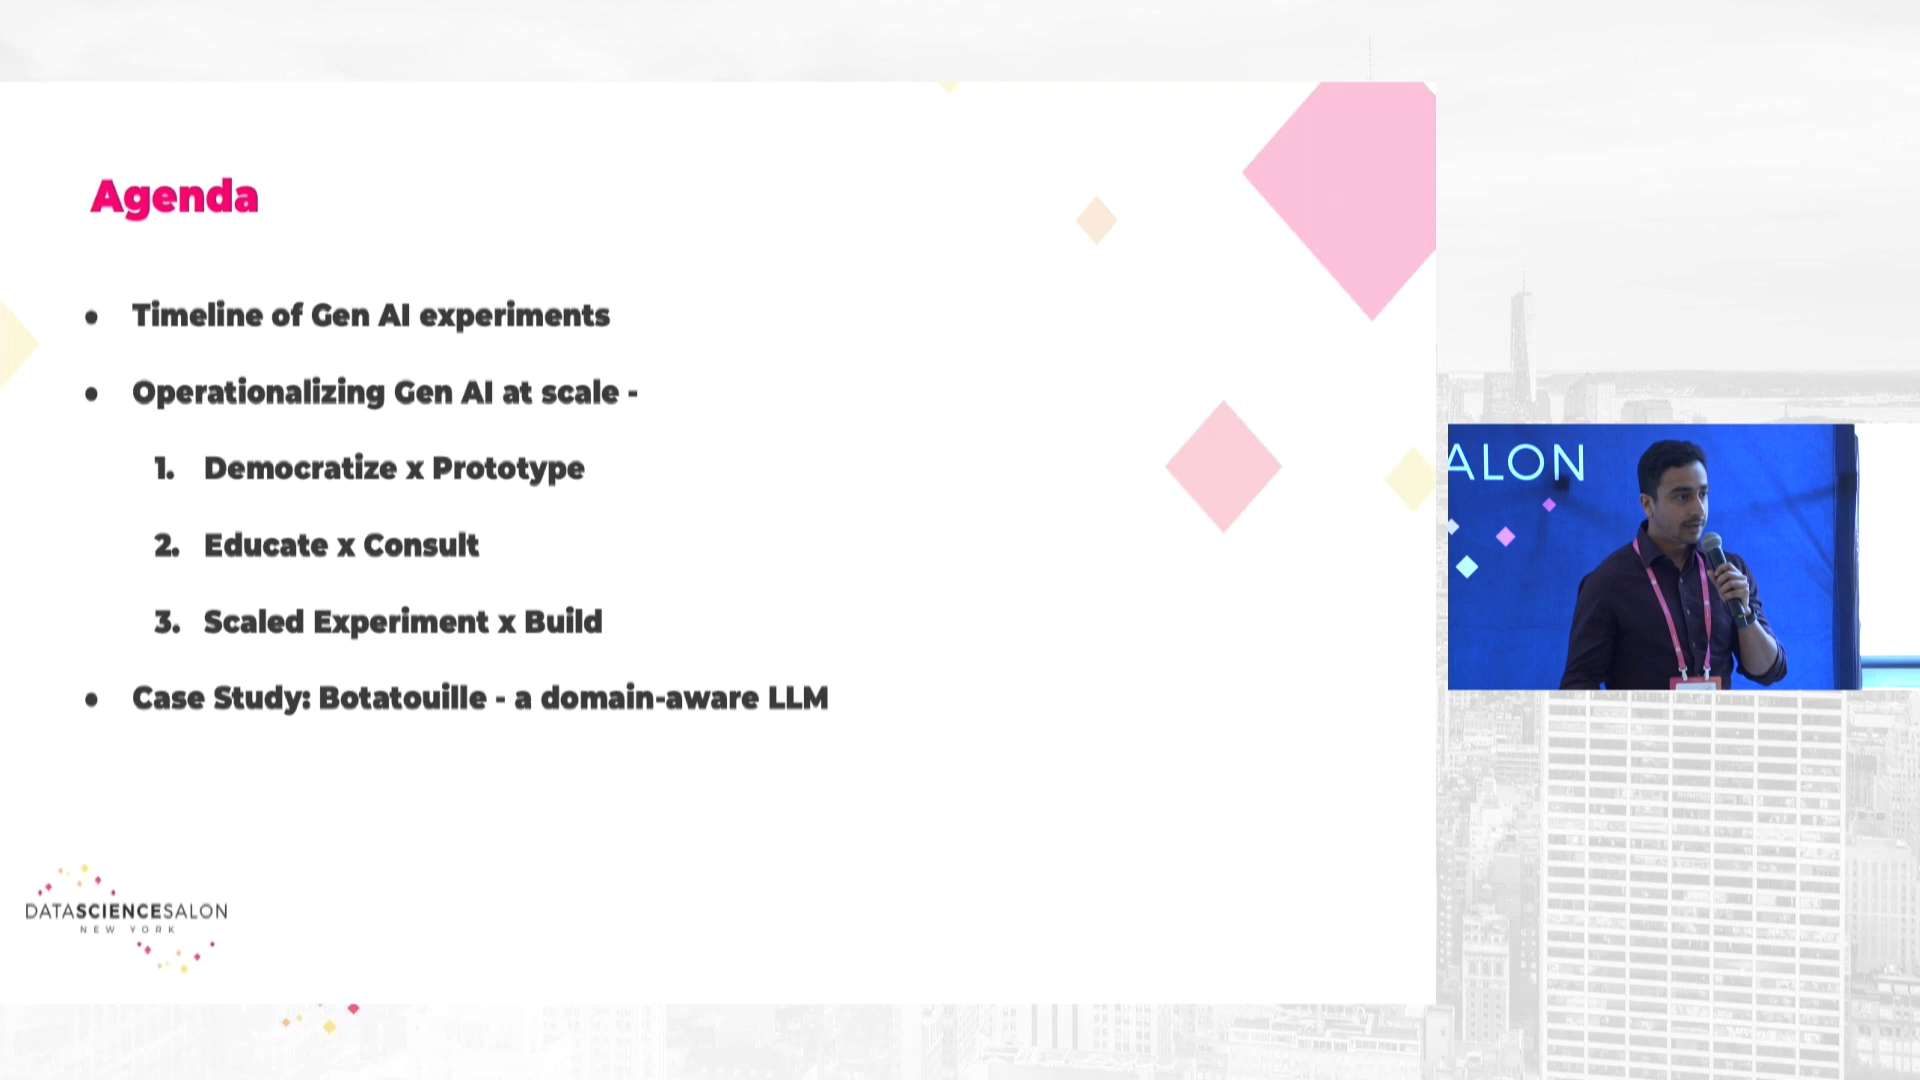 Agenda
• Timeline of Gen AI experiments
• Operationalizing Gen AI at scale -
1. Democratize x Prototype
2. Educate x Consult
3. Scaled Experiment x Build
• Case Study: Botatouille - a domain-aware LLM
ALON
DATASCIENCESALON
NEW YORK